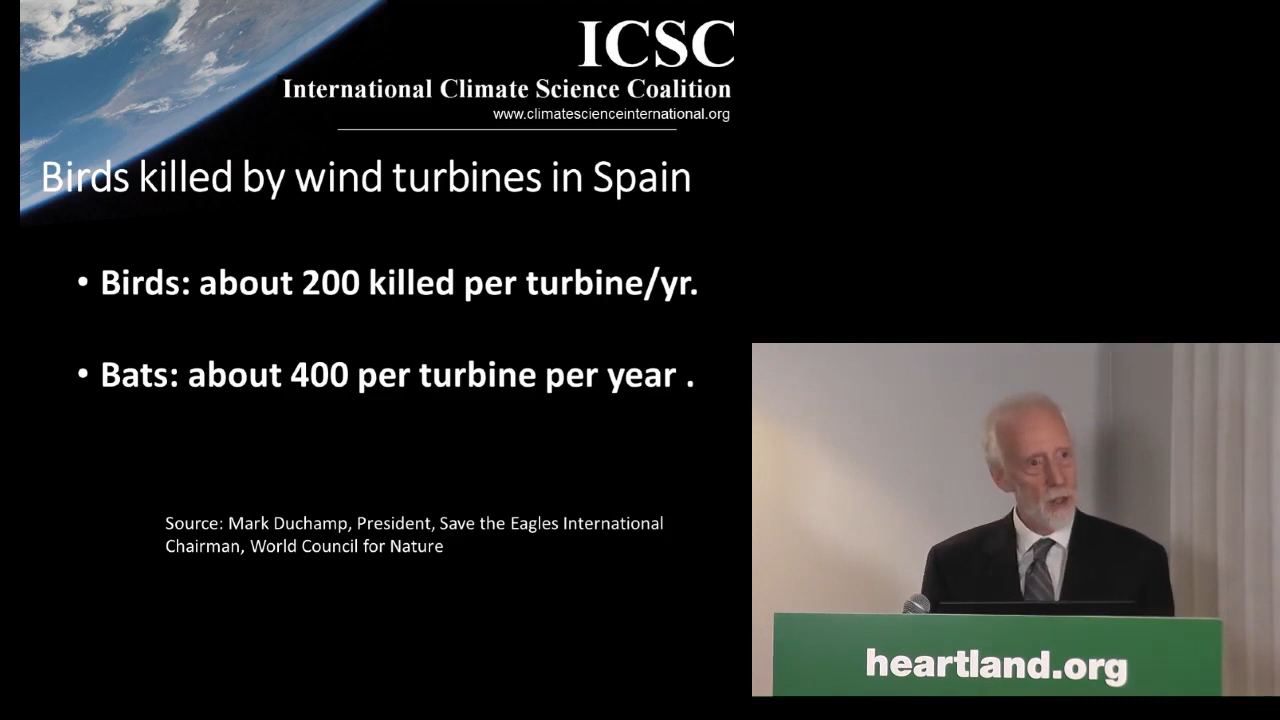 ICSC
International Climate Science Coalition
www.climatescienceinternational.org
Birds killed by wind turbines in Spain
• Birds: about 200 killed per turbine/yr.
• Bats: about 400 per turbine per year .
Source: Mark Duchamp, President, Save the Eagles International
Chairman, World Council for Nature
heartland.org